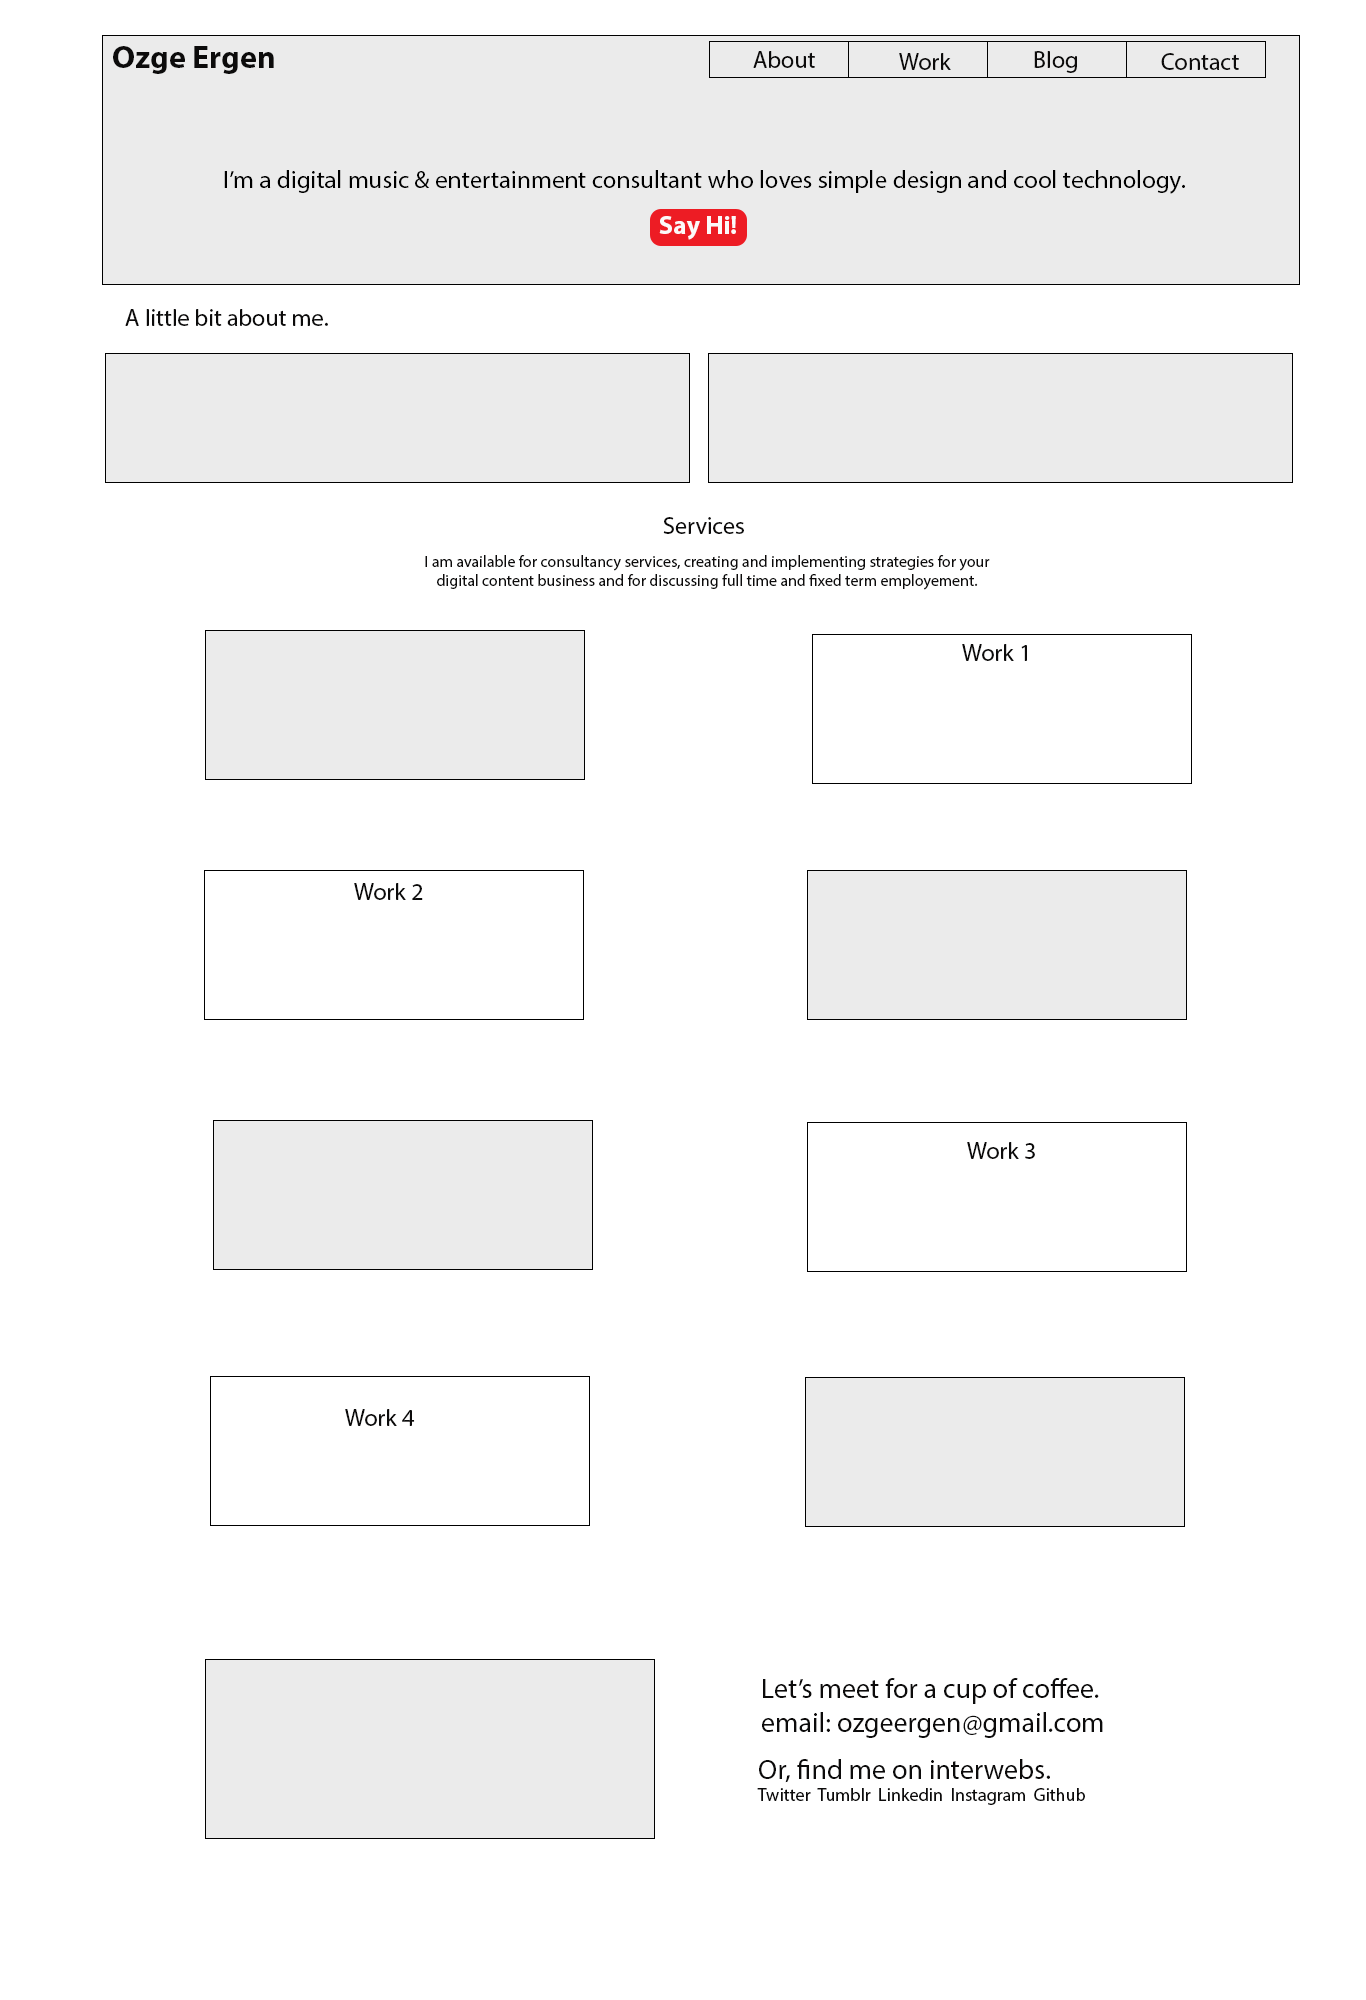 Ozge Ergen
About
Work
Blog
Contact
I'm a digital music & entertainment consultant who loves simple design and cool technology.
Say Hi!
A little bit about me.
Services
I am available for consultancy services, creating and implementing strategies for your
digital content business and for discussing full time and fixed term employement.
Work 1
Work 2
Work 3
Work 4
Let's meet for a cup of coffee.
email: ozgeergen@gmail.com
Or, find me on interwebs.
Twitter Tumblr Linkedin Instagram Github